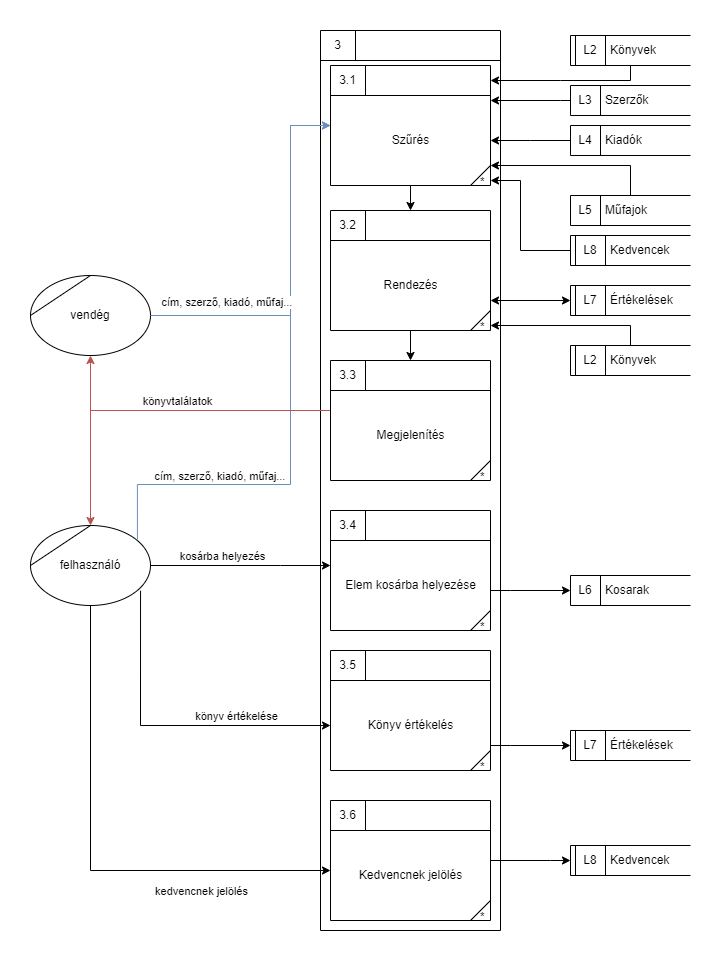 3
L2 Könyvek
3.1
L3 Szerzők
Szűrés
L4 Kiadók
*
L5 Műfajok
3.2
L8 Kedvencek
Rendezés
L7 Értékelések
cím, szerző, kiadó, műfaj...
vendég
*
L2 Könyvek
3.3
könyvtalálatok
Megjelenítés
*
cím, szerző, kiadó, műfaj...
3.4
kosárba helyezés
felhasználó
Elem kosárba helyezése
L6 Kosarak
*
3.5
könyv értékelése
Könyv értékelés
L7 Értékelések
*
3.6
L8 Kedvencek
Kedvencnek jelölés
kedvencnek jelölés
*